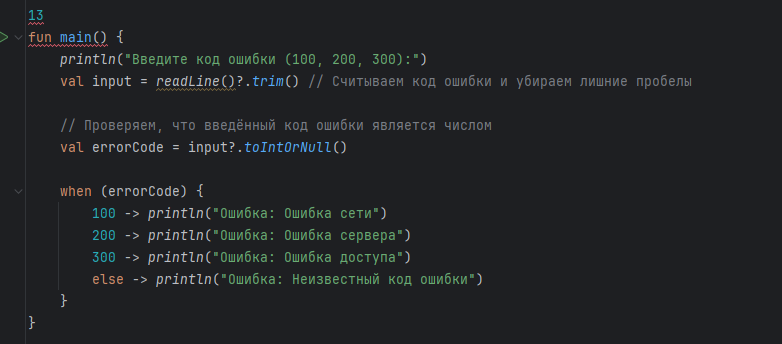 13
fun main() {
println("Введите код ошибки (100, 200, 300):")
val input = readLine()?.trim() // Считываем код ошибки и убираем лишние пробелы
// Проверяем, что введённый код ошибки является числом
val errorCode = input?.toIntOrNull()
when (errorCode) {
100 -> println("Ошибка: Ошибка сети")
200 -> println("Ошибка: Ошибка сервера")
300 -> println("Ошибка: Ошибка доступа")
else -> println("Ошибка: Неизвестный код ошибки")
}
}